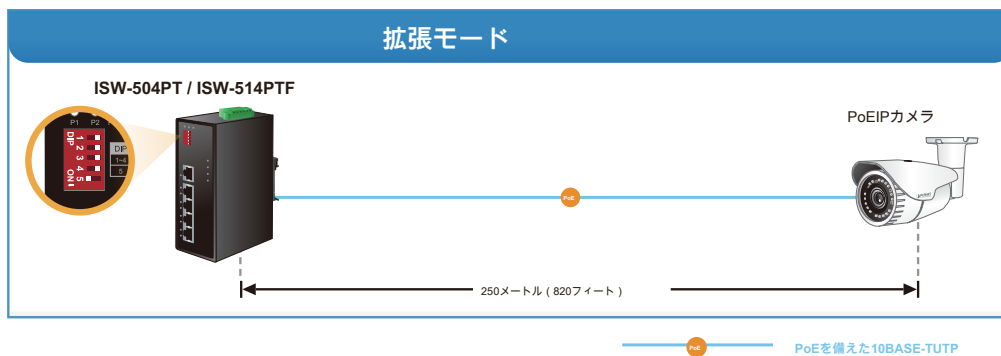 拡張モード
ISW-504PT / ISW-514PTF
P1 P2
DIP
1 2 3 4 5
ON
DIP
1~4
5
PoEIPカメラ
PoE
250メートル ( 820フィート )
PoE
PoEを備えた10BASE-TUTP